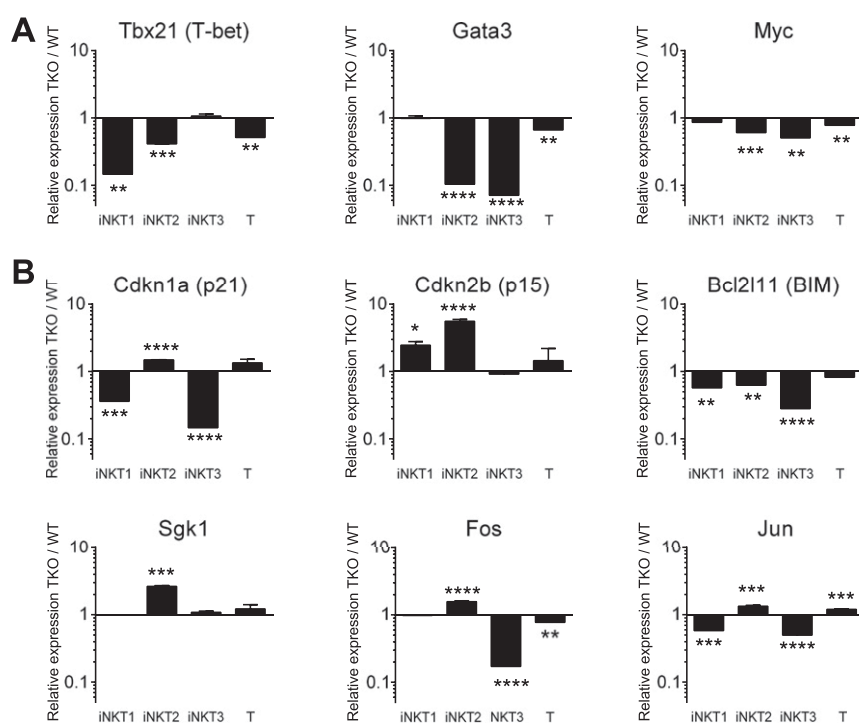 A
Tbx21 (T-bet)
Gata3
Myc
Relative expression TKO / WT
10
1
0.1
** *** **
iNKT1 iNKT2 iNKT3 T
Relative expression TKO / WT
10
1
0.1
**** **** **
iNKT1 iNKT2 iNKT3 T
Relative expression TKO / WT
10
1
0.1
*** ** **
iNKT1 iNKT2 iNKT3 T
B
Cdkn1a (p21)
Cdkn2b (p15)
Bcl2l11 (BIM)
Relative expression TKO / WT
10
1
0.1
*** **** ****
iNKT1 iNKT2 iNKT3 T
Relative expression TKO / WT
10
1
0.1
* ****
iNKT1 iNKT2 iNKT3 T
Relative expression TKO / WT
10
1
0.1
** ** ****
iNKT1 iNKT2 iNKT3 T
Sgk1
Fos
Jun
Relative expression TKO / WT
10
1
0.1
***
iNKT1 iNKT2 iNKT3 T
Relative expression TKO / WT
10
1
0.1
**** **** **
iNKT1 iNKT2 NKT3 T
Relative expression TKO / WT
10
1
0.1
*** *** **** ***
iNKT1 iNKT2 iNKT3 T